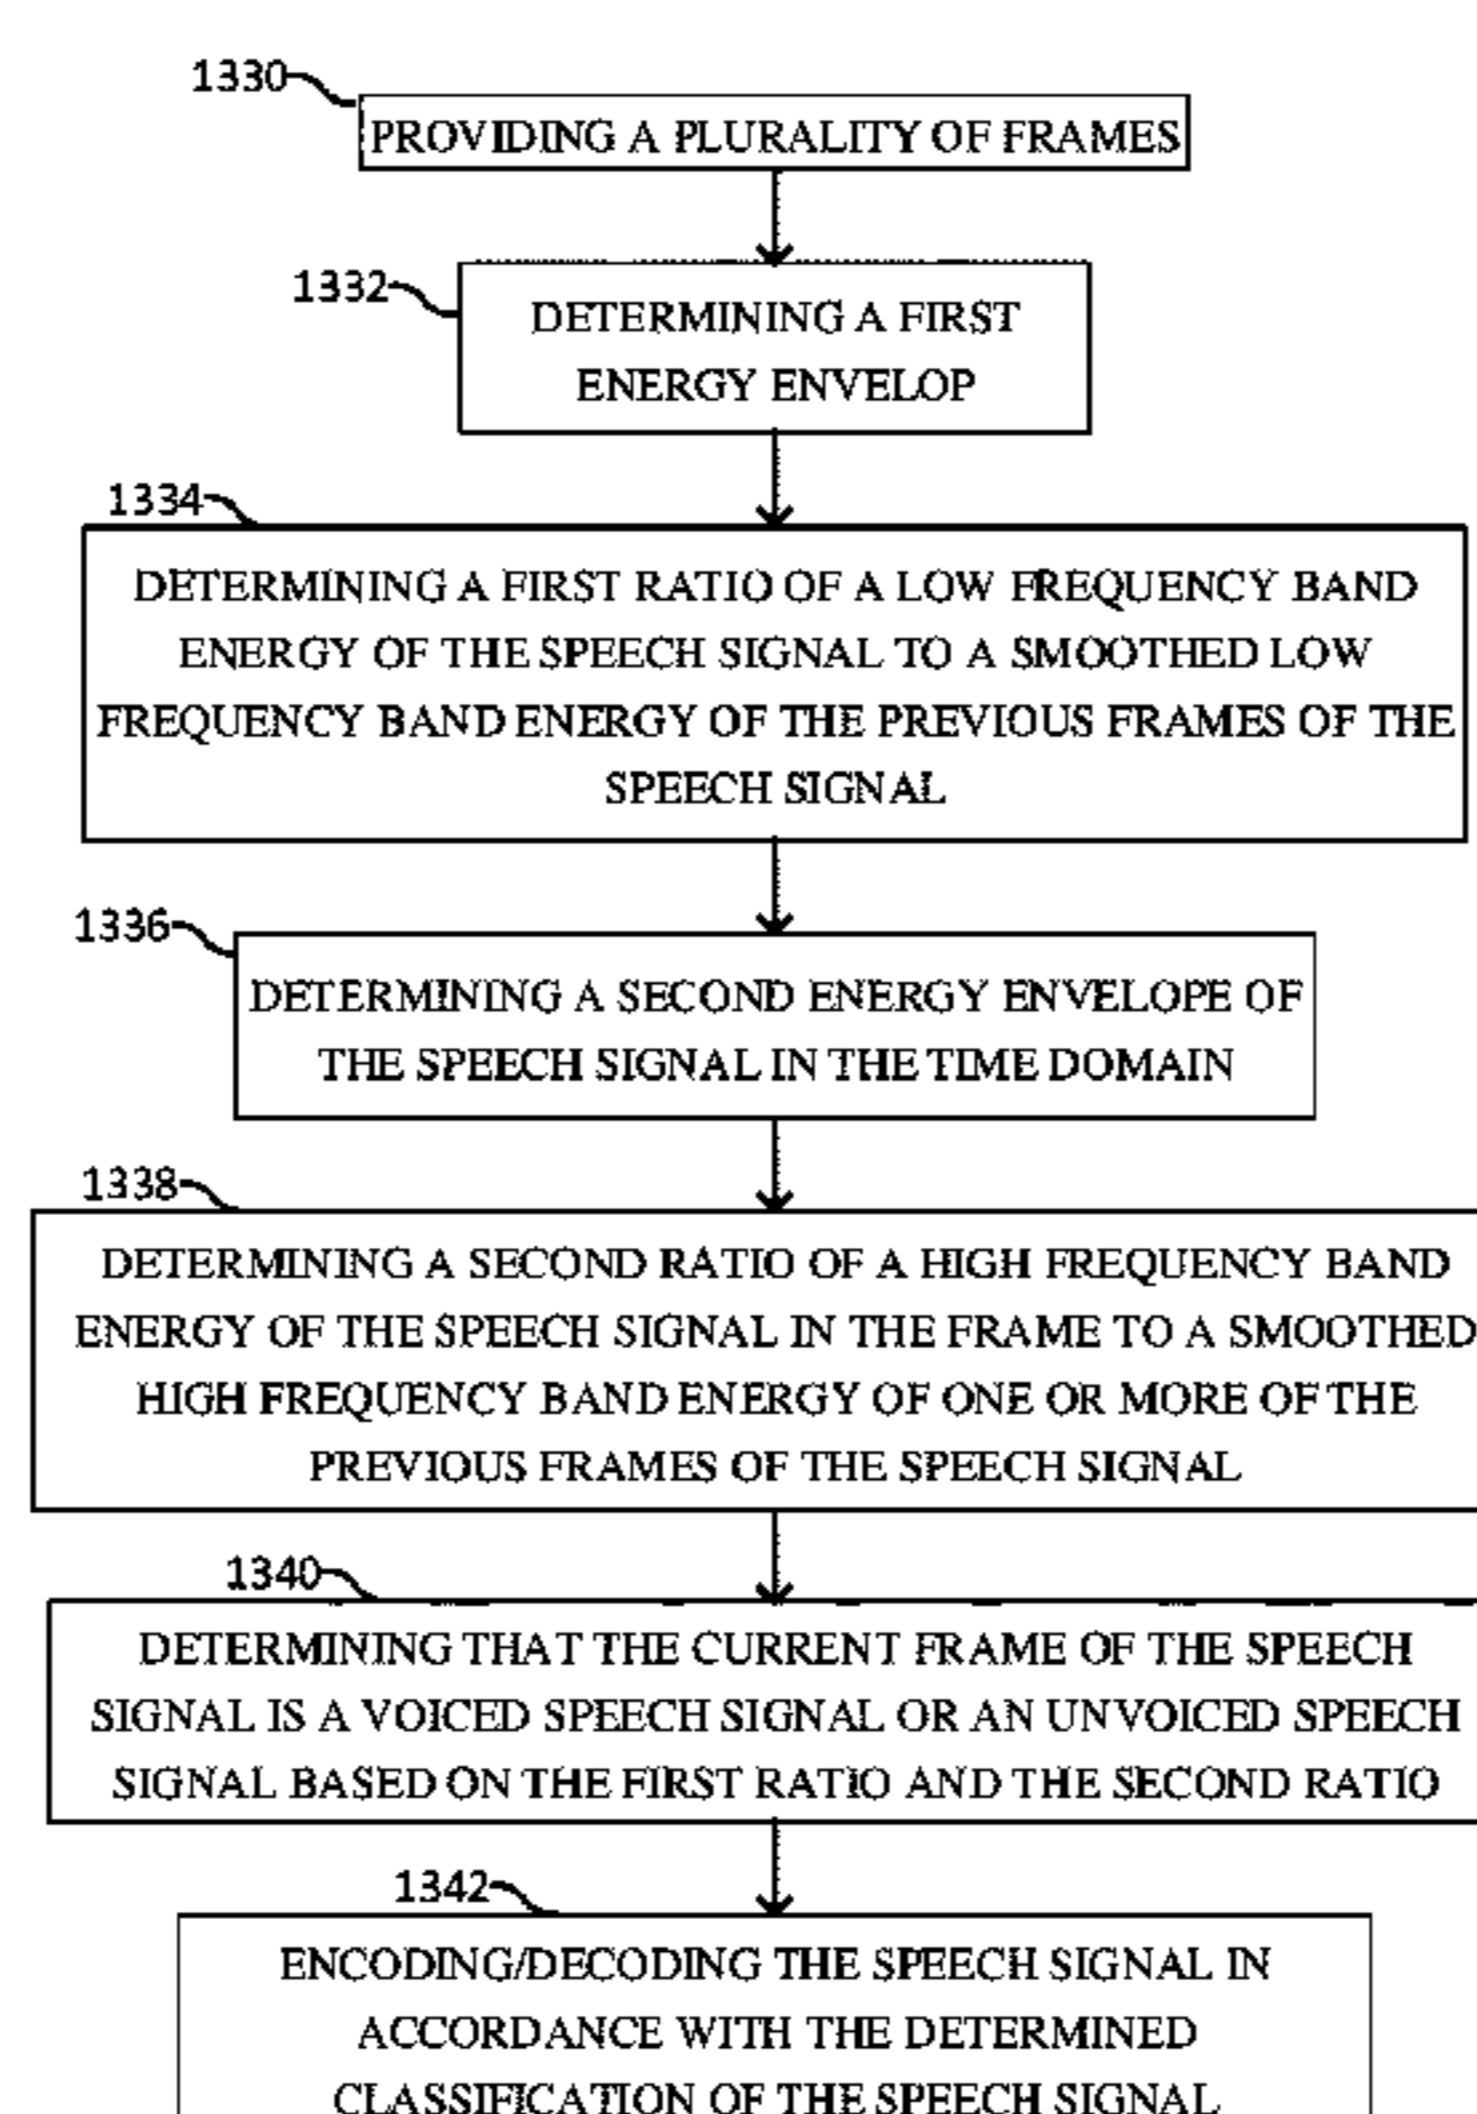 1330
PROVIDING A PLURALITY OF FRAMES
1332
DETERMINING A FIRST
ENERGY ENVELOP
1334
DETERMINING A FIRST RATIO OF A LOW FREQUENCY BAND
ENERGY OF THE SPEECH SIGNAL TO A SMOOTHED LOW
FREQUENCY BAND ENERGY OF THE PREVIOUS FRAMES OF THE
SPEECH SIGNAL
1336
DETERMINING A SECOND ENERGY ENVELOPE OF
THE SPEECH SIGNAL IN THE TIME DOMAIN
1338
DETERMINING A SECOND RATIO OF A HIGH FREQUENCY BAND
ENERGY OF THE SPEECH SIGNAL IN THE FRAME TO A SMOOTHED
HIGH FREQUENCY BAND ENERGY OF ONE OR MORE OF THE
PREVIOUS FRAMES OF THE SPEECH SIGNAL
1340
DETERMINING THAT THE CURRENT FRAME OF THE SPEECH
SIGNAL IS A VOICED SPEECH SIGNAL OR AN UNVOICED SPEECH
SIGNAL BASED ON THE FIRST RATIO AND THE SECOND RATIO
1342
ENCODING/DECODING THE SPEECH SIGNAL IN
ACCORDANCE WITH THE DETERMINED
CLASSIFICATION OF THE SPEECH SIGNAL